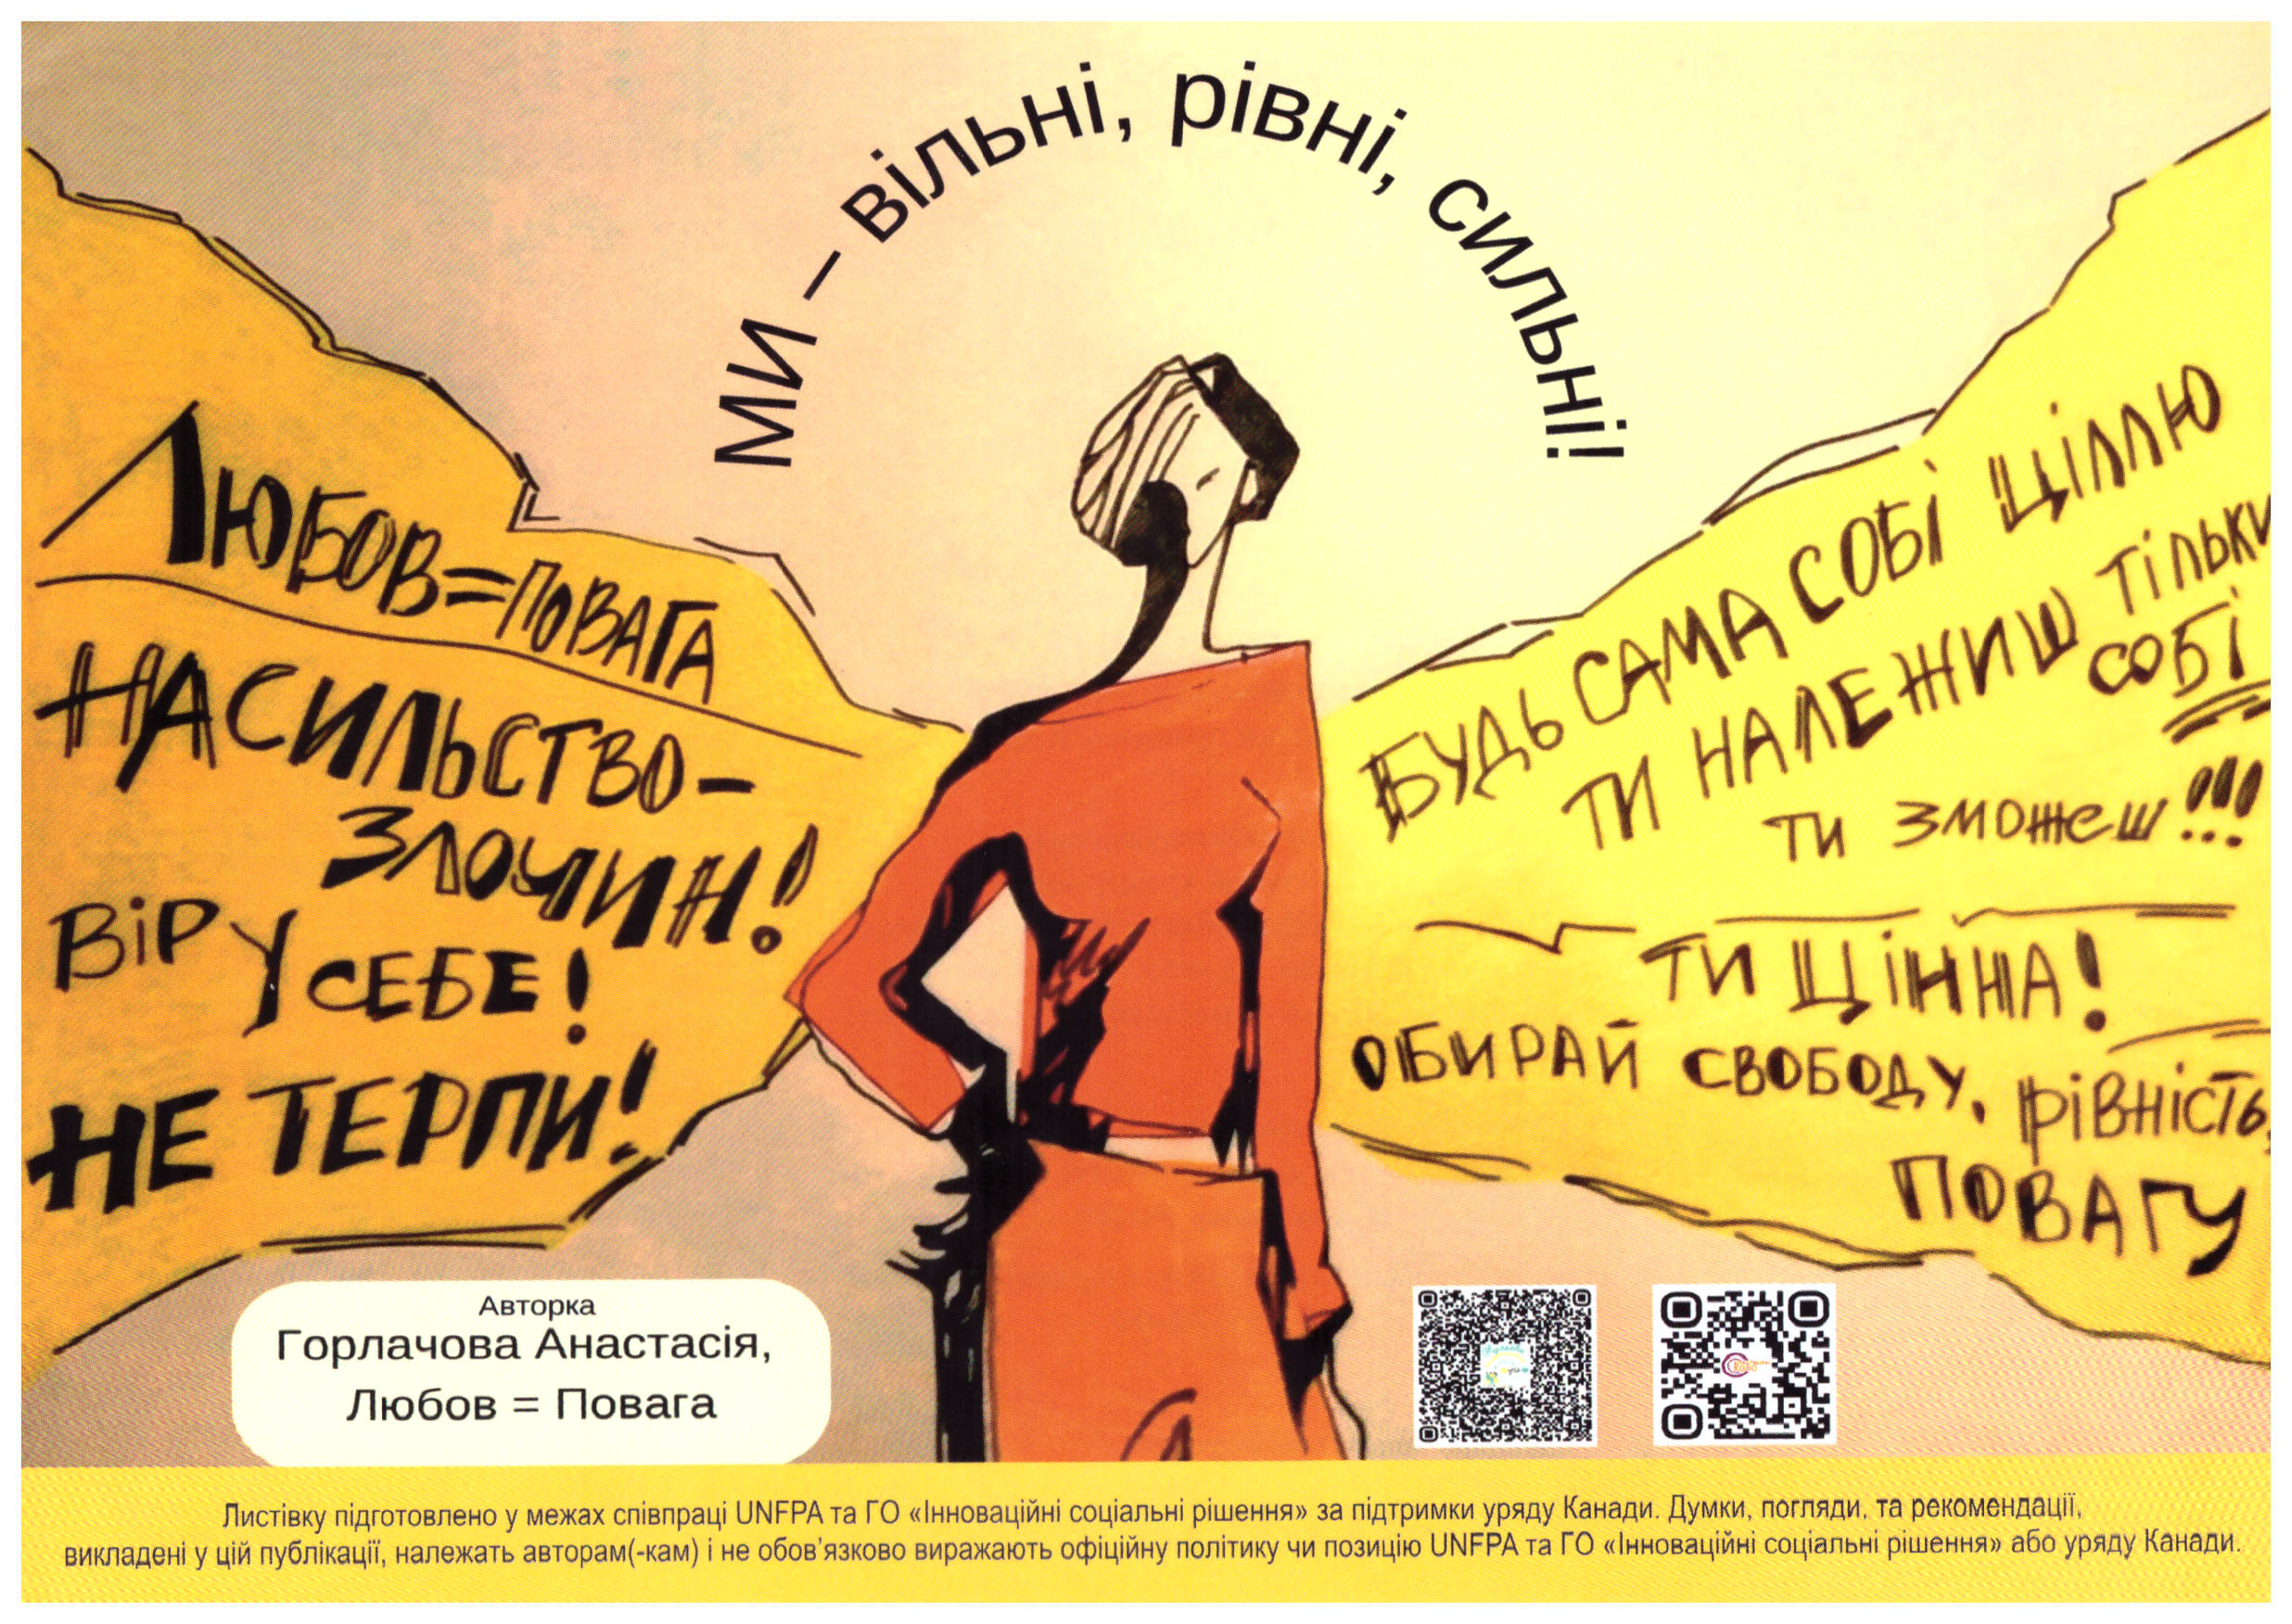 ми – вільні, рівні, сильні!
Любов=повага
Насильство-
злочин!
Вір у себе!
Не терпи!
Будь сама собі ціллю
Ти належиш тільки
собі
Ти зможеш!!!
Ти цінна!
Обирай свободу, рівність,
повагу
Авторка
Горлачова Анастасія,
Любов = Повага
Листівку підготовлено у межах співпраці UNFPA та ГО «Інноваційні соціальні рішення» за підтримки уряду Канади. Думки, погляди, та рекомендації,
викладені у цій публікації, належать авторам(-кам) і не обов’язково виражають офіційну політику чи позицію UNFPA та ГО «Інноваційні соціальні рішення» або уряду Канади.